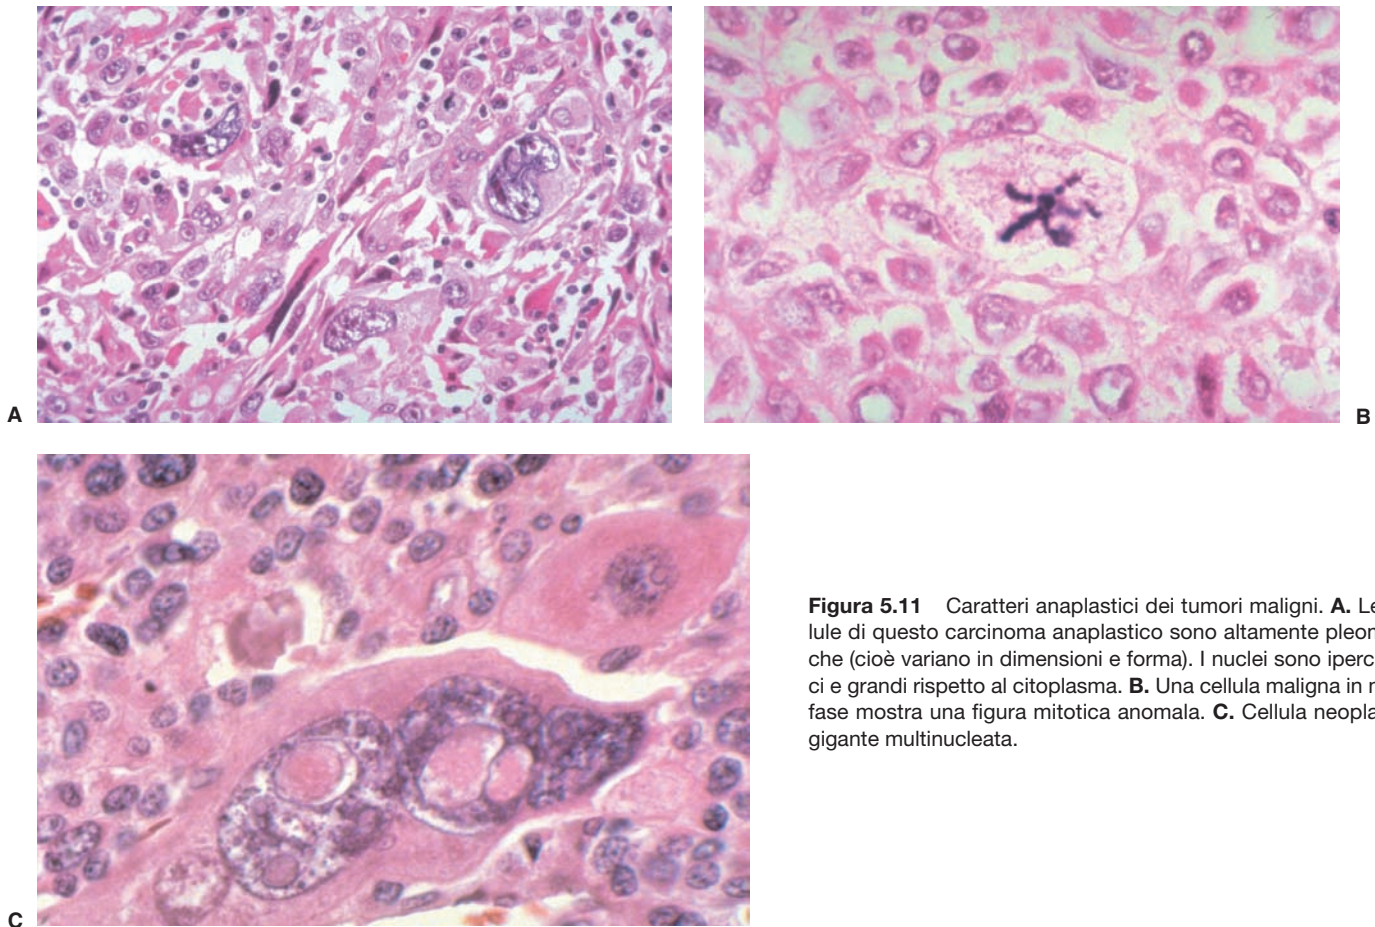 A
B
C
Figura 5.11 Caratteri anaplastici dei tumori maligni. A. Le
lule di questo carcinoma anaplastico sono altamente pleon
che (cioè variano in dimensioni e forma). I nuclei sono iperc
ci e grandi rispetto al citoplasma. B. Una cellula maligna in
fase mostra una figura mitotica anomala. C. Cellula neopla
gigante multinucleata.